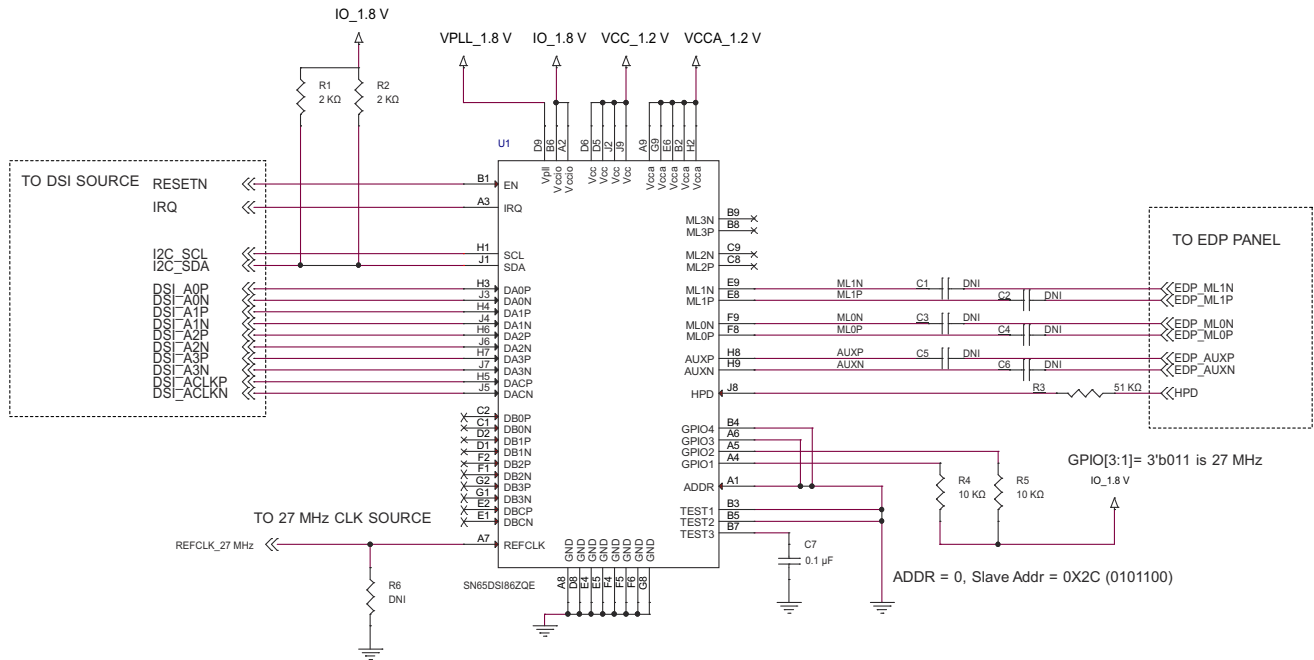 IO_1.8 V
VPLL_1.8 V
IO_1.8 V
VCC_1.2 V
VCCA_1.2 V
R1
2 KΩ
R2
2 KΩ
U1
D9
B6
A2
D6
D5
J2
J9
A9
G9
E6
B2
H2
Vpll
Vccio
Vccio
Vcc
Vcc
Vcc
Vcc
Vcca
Vcca
Vcca
Vcca
Vcca
TO DSI SOURCE
RESETN
B1
EN
IRQ
A3
IRQ
I2C_SCL
H1
SCL
I2C_SDA
J1
SDA
DSI_A0P
H3
DA0P
DSI_A0N
J3
DA0N
DSI_A1P
H4
DA1P
DSI_A1N
J4
DA1N
DSI_A2P
H6
DA2P
DSI_A2N
J6
DA2N
DSI_A3P
H7
DA3P
DSI_A3N
J7
DA3N
DSI_ACLKP
H5
DACP
DSI_ACLKN
J5
DACN
C2
DB0P
C1
DB0N
D2
DB1P
D1
DB1N
F2
DB2P
F1
DB2N
G2
DB3P
G1
DB3N
E2
DBCP
E1
DBCN
TO 27 MHz CLK SOURCE
REFCLK_27 MHz
A7
REFCLK
R6
DNI
SN65DSI86ZQE
GND
GND
GND
GND
GND
GND
GND
GND
A8
D8
E4
E5
F4
F5
F6
G8
ML3N
B9
ML3P
B8
ML2N
C9
ML2P
C8
TO EDP PANEL
ML1N
E9
ML1N
C1
DNI
EDP_ML1N
ML1P
E8
ML1P
C2
DNI
EDP_ML1P
ML0N
F9
ML0N
C3
DNI
EDP_ML0N
ML0P
F8
ML0P
C4
DNI
EDP_ML0P
AUXP
H8
AUXP
C5
DNI
EDP_AUXP
AUXN
H9
AUXN
C6
DNI
EDP_AUXN
HPD
J8
R3
51 KΩ
HPD
GPIO4
B4
GPIO3
A6
GPIO2
A5
GPIO1
A4
GPIO[3:1]= 3'b011 is 27 MHz
IO_1.8 V
R4
10 KΩ
R5
10 KΩ
ADDR
A1
TEST1
B3
TEST2
B5
TEST3
B7
C7
0.1 µF
ADDR = 0, Slave Addr = 0X2C (0101100)